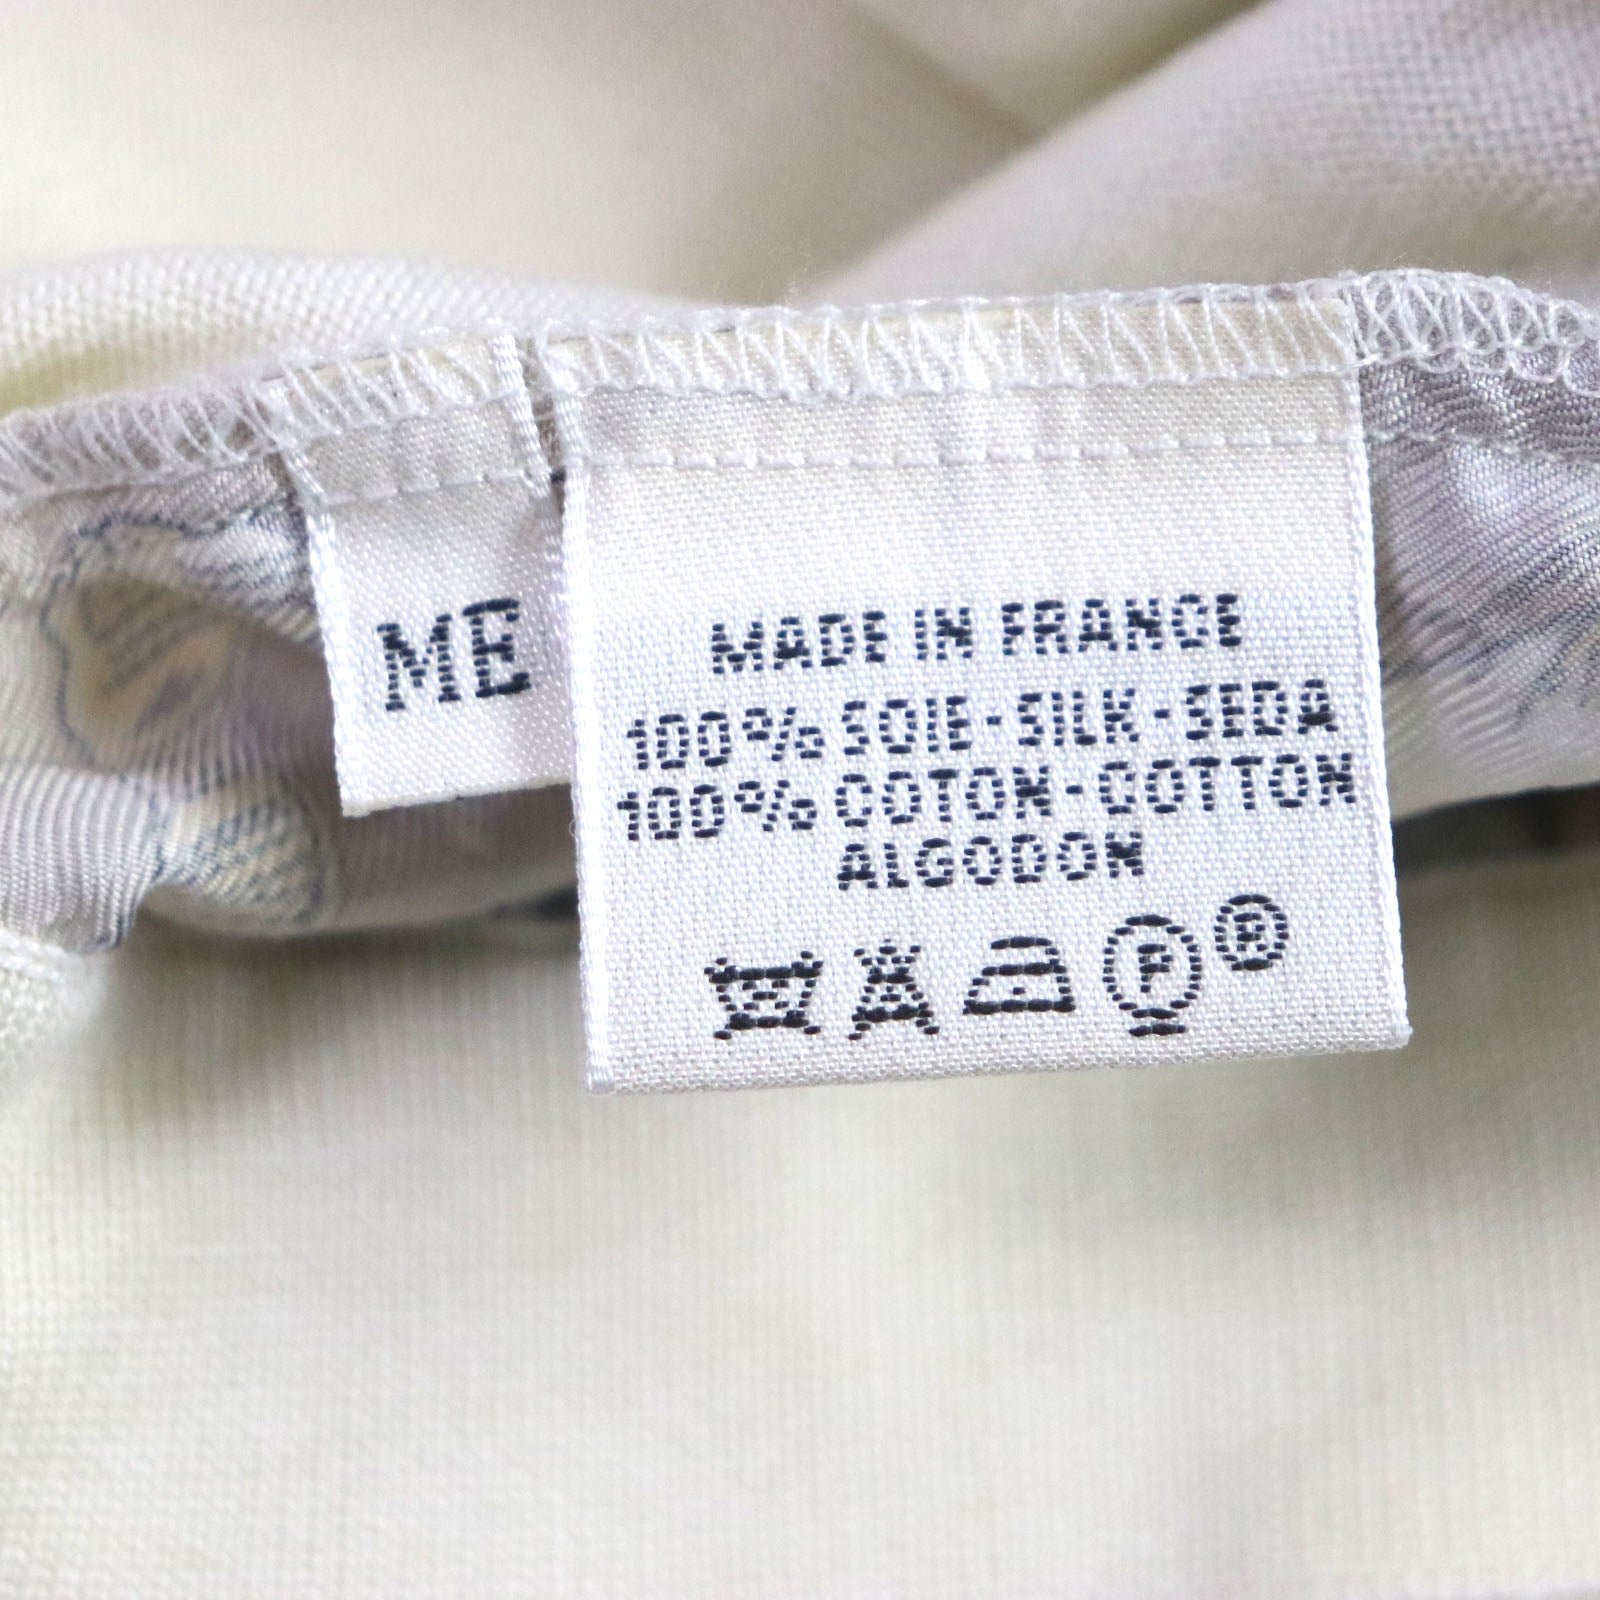 ME
MADE IN FRANCE
100% SOIE-SILK-SEDA
100% COTON-COTTON
ALGODON
P ®